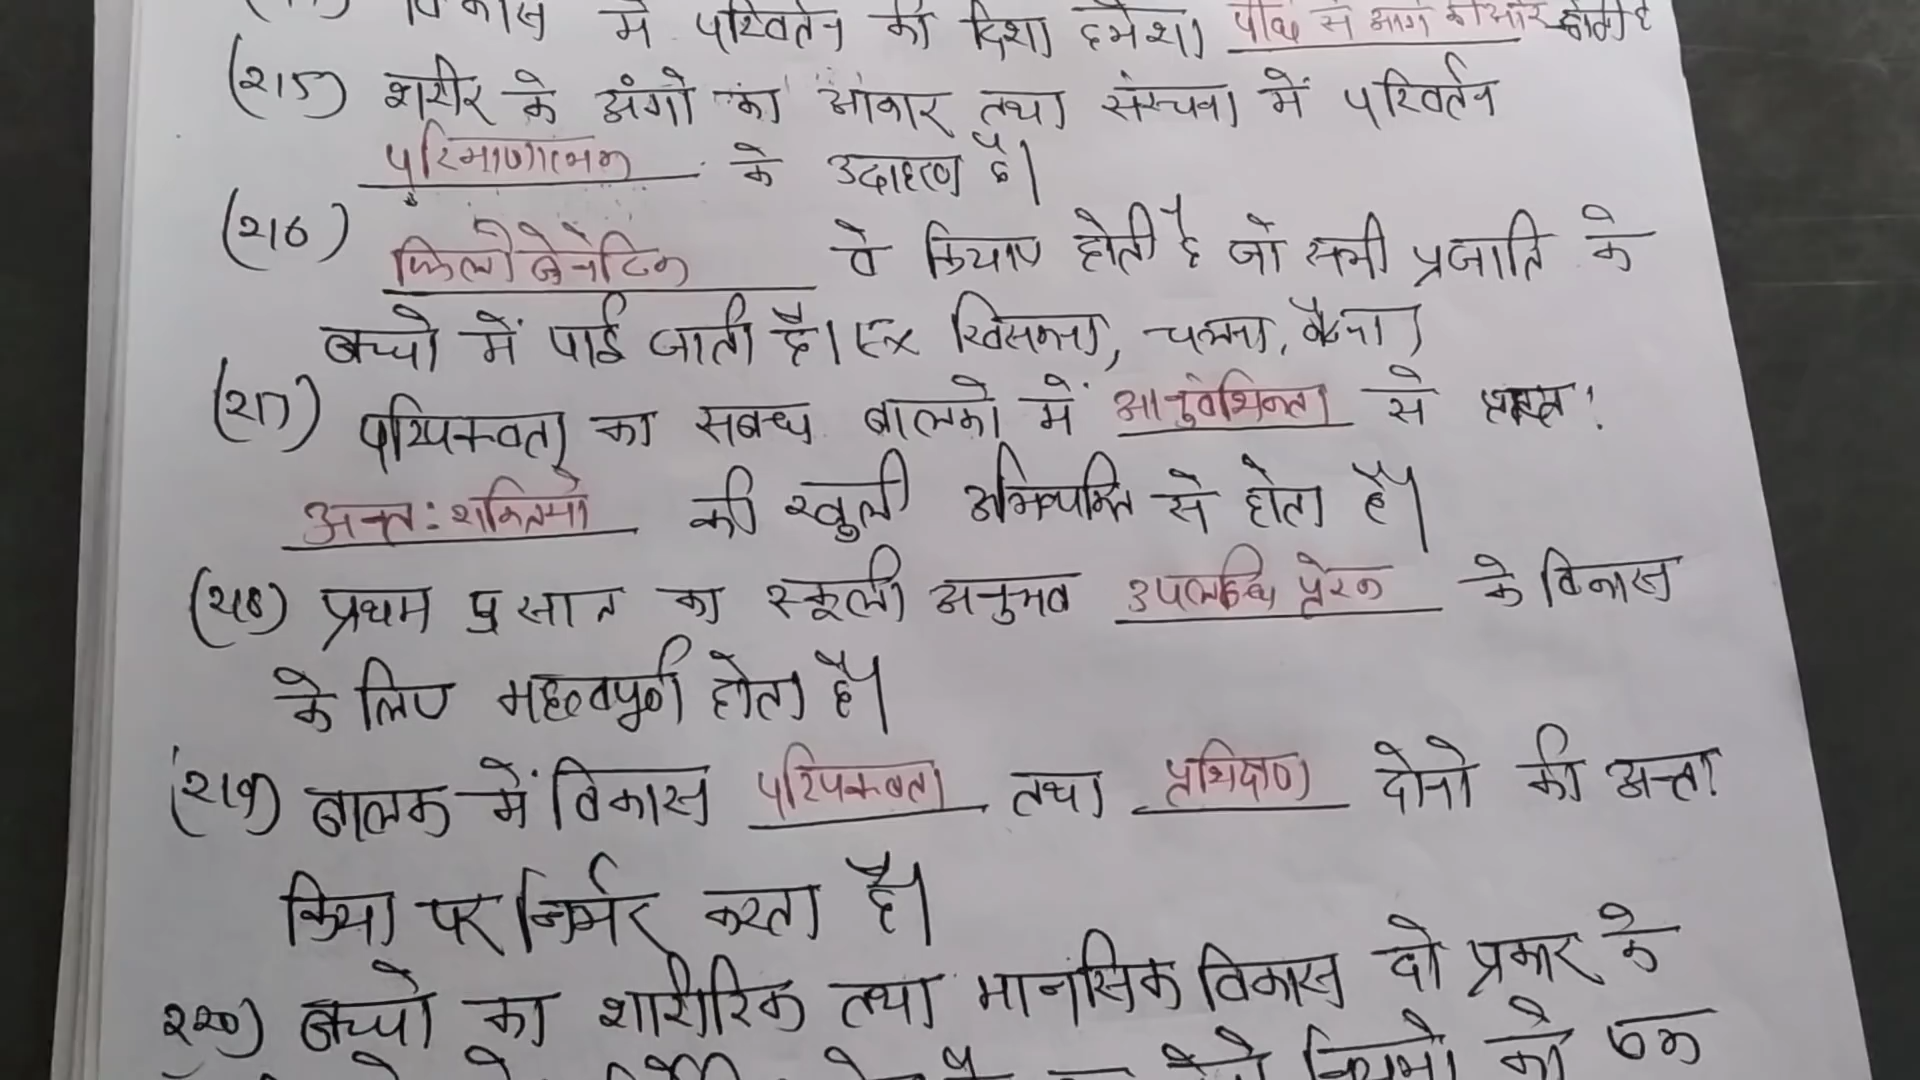 विकास में परिवर्तन की दिशा हमेशा पीछे से आगे की ओर होती है
(215) शरीर के अंगो का आकार तथा संरचना में परिवर्तन
परिमाणात्मक के उदाहरण है।
(216) फिलोजेनेटिक वे क्रियाए होती है जो सभी प्रजाति के
बच्चो में पाई जाती है। Ex खिसकना, चलना, बैठना।
(217) परिपक्वता का सबन्ध बालको में आनुवंशिकता से
अन्त: शक्तियो की खुली अभिव्यक्ति से होता है।
(218) प्रथम पु सात का स्कूली अनुभव उपलब्धि प्रेरक के विकास
के लिए महत्वपूर्ण होता है।
(219) बालक में विकास परिपक्वता तथा प्रशिक्षण दोनो की अन्तः
क्रिया पर निर्भर करता है।
220) बच्चो का शारीरिक तथा मानसिक विकास दो प्रकार के